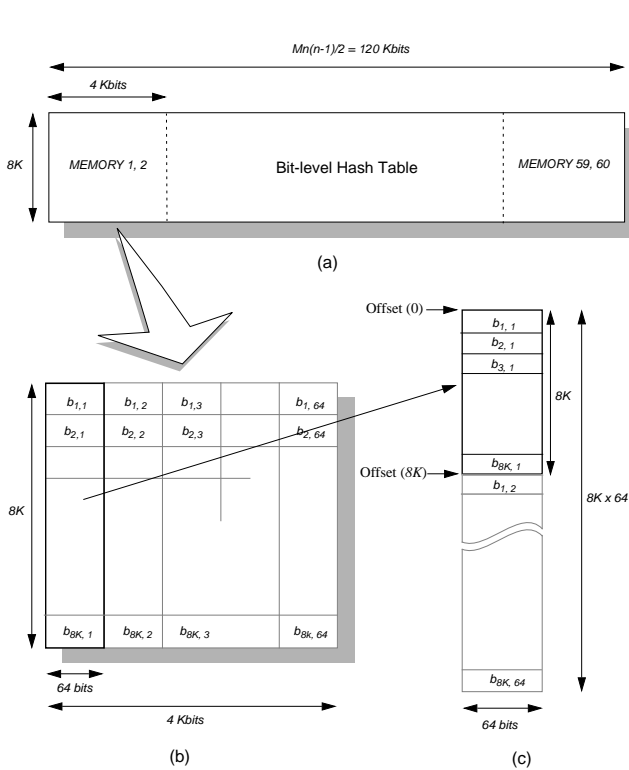 Mn(n-1)/2 = 120 Kbits
4 Kbits
8K
MEMORY 1, 2
Bit-level Hash Table
MEMORY 59, 60
(a)
b1,1
b1,2
b1,3
b1,64
b2,1
b2, 2
b2,3
b2,64
8K
b8K, 1
b8K, 2
b8K, 3
b8k, 64
64 bits
4 Kbits
(b)
Offset (0)
b1, 1
b2, 1
b3, 1
8K
b8K, 1
Offset (8K)
b1, 2
8K x 64
b8K, 64
64 bits
(c)